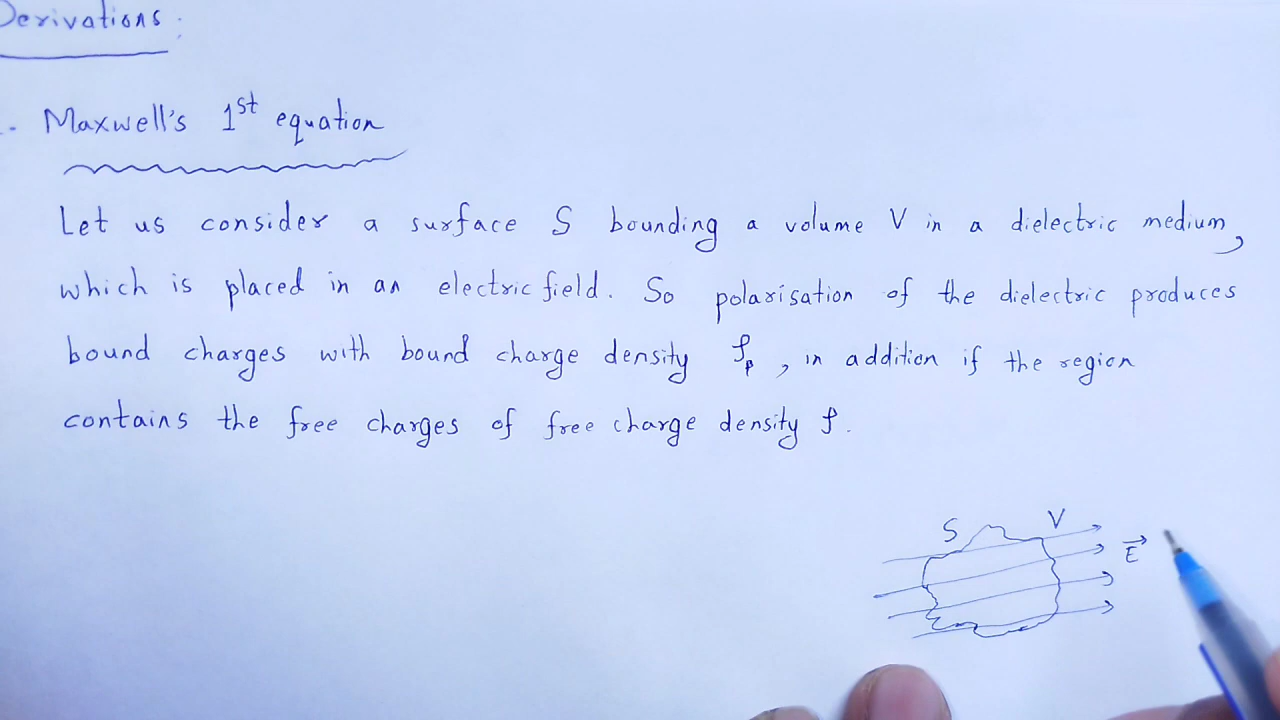 Derivations:
Maxwell's 1st equation
Let us consider a surface S bounding a volume V in a dielectric medium,
which is placed in an electric field. So polarisation of the dielectric produces
bound charges with bound charge density ρₚ, in addition if the region
contains the free charges of free charge density ρ.
S V
E⃗